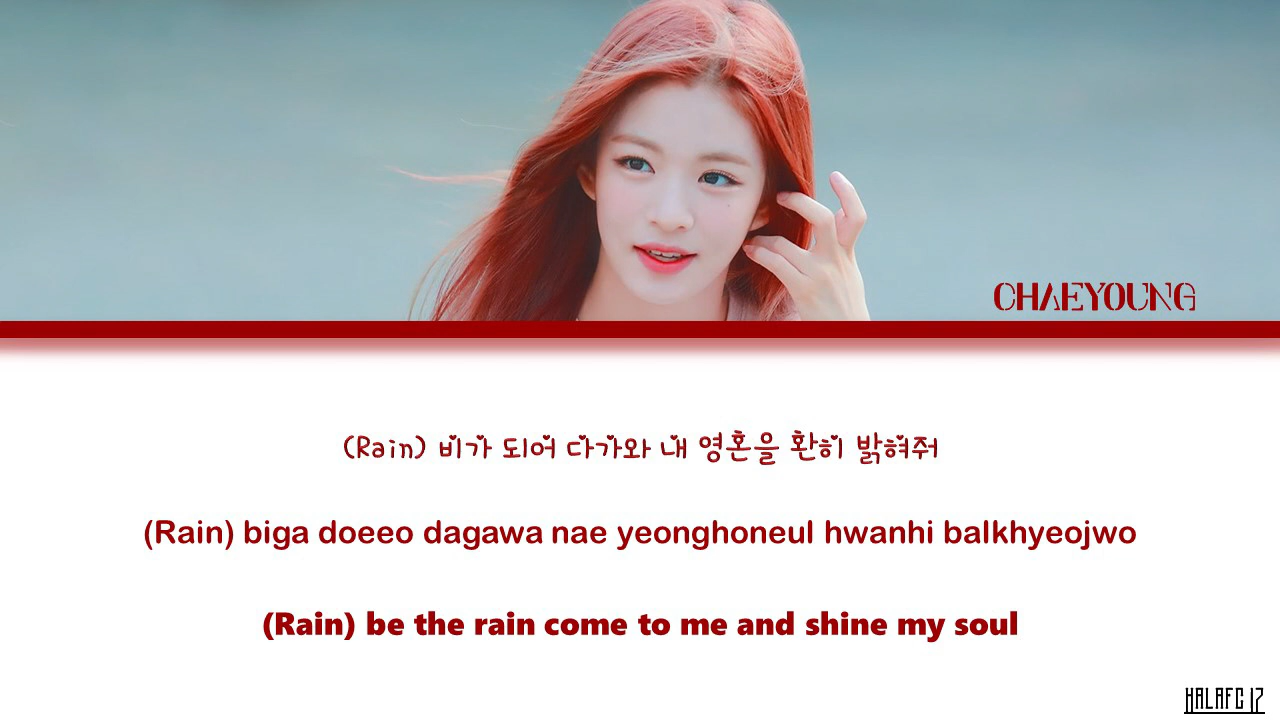 CHAEYOUNG
(Rain) 비가 되어 다가와 내 영혼을 환히 밝혀줘
(Rain) biga doeeo dagawa nae yeonghoneul hwanhi balkhyeojwo
(Rain) be the rain come to me and shine my soul
HALAFC 17